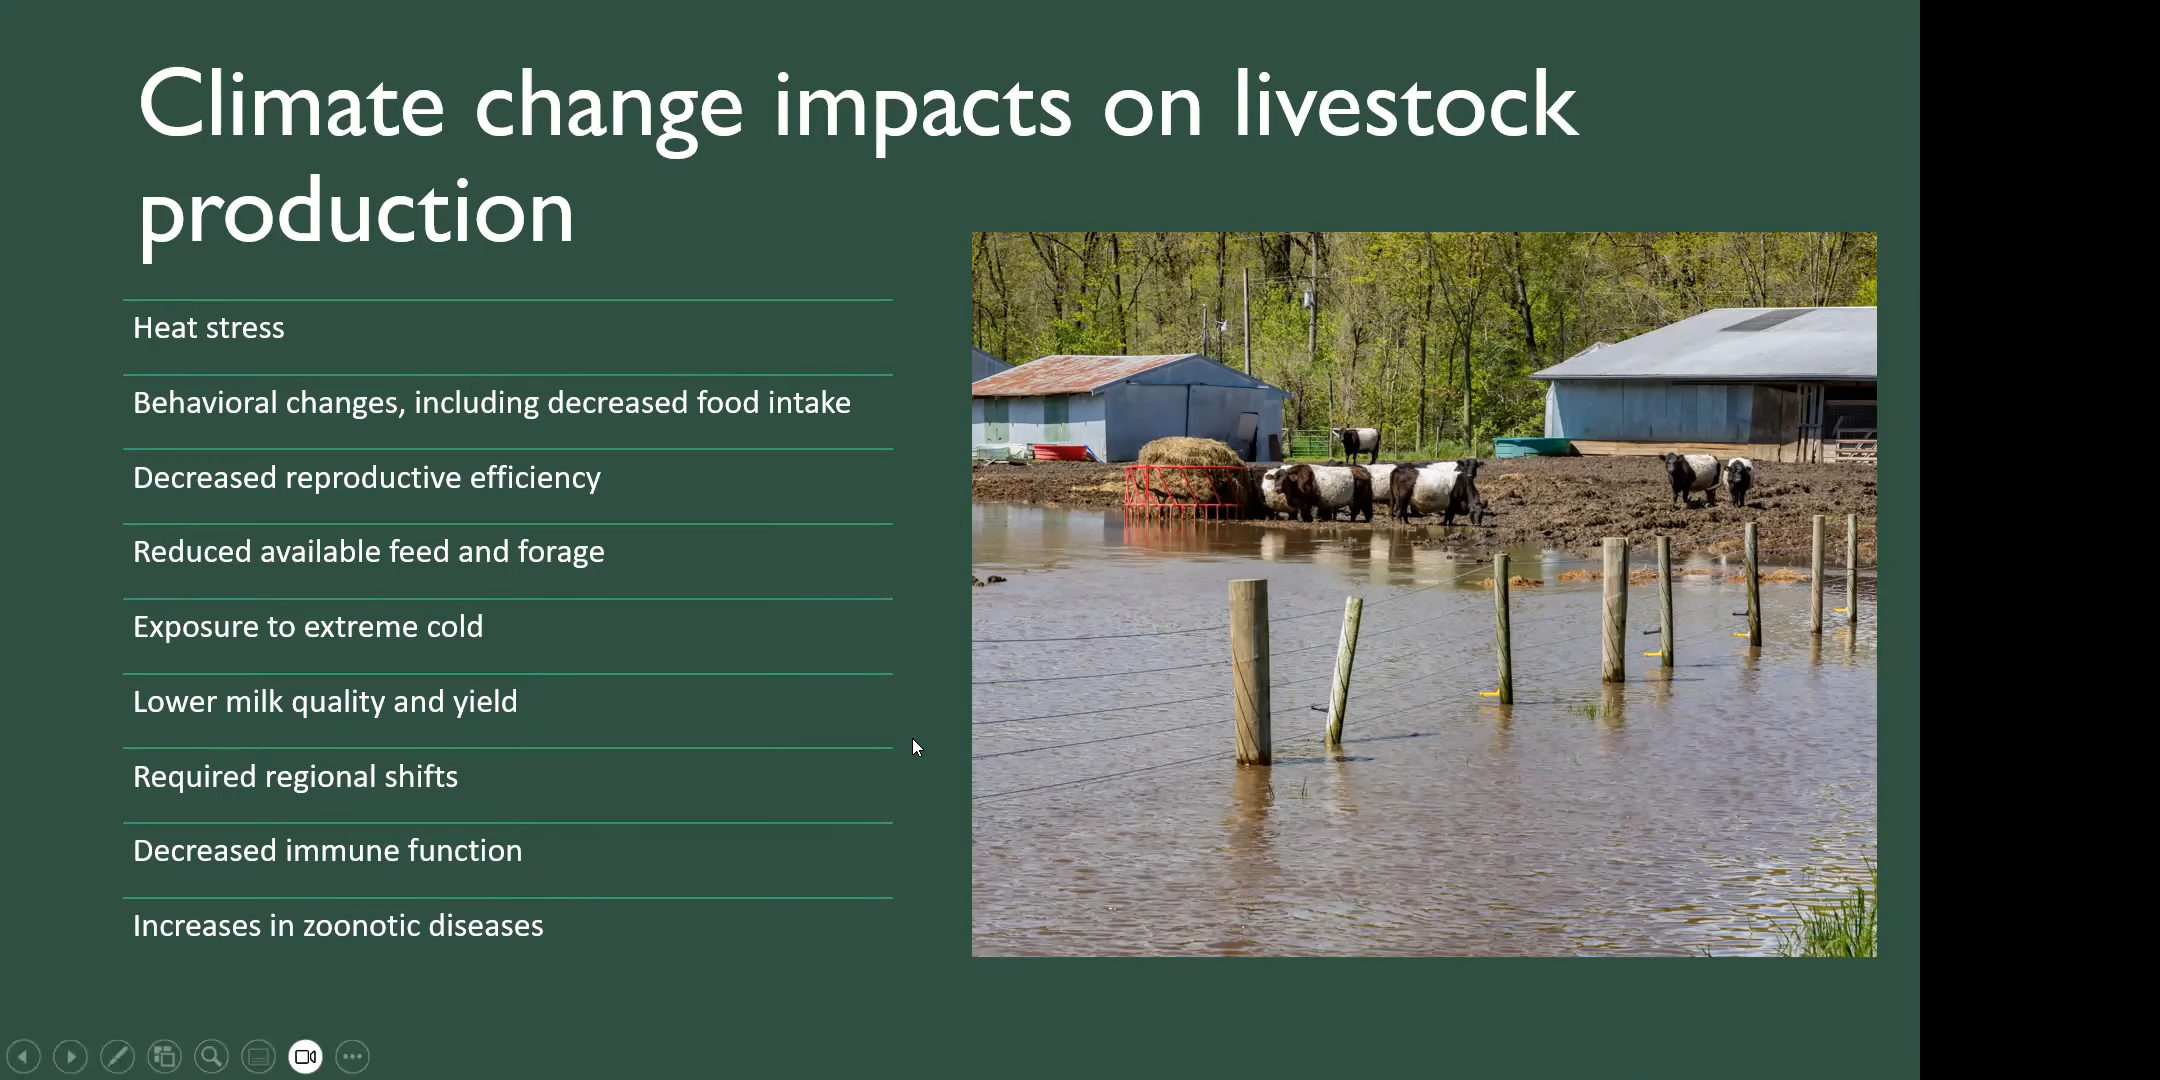 Climate change impacts on livestock
production
Heat stress
Behavioral changes, including decreased food intake
Decreased reproductive efficiency
Reduced available feed and forage
Exposure to extreme cold
Lower milk quality and yield
Required regional shifts
Decreased immune function
Increases in zoonotic diseases